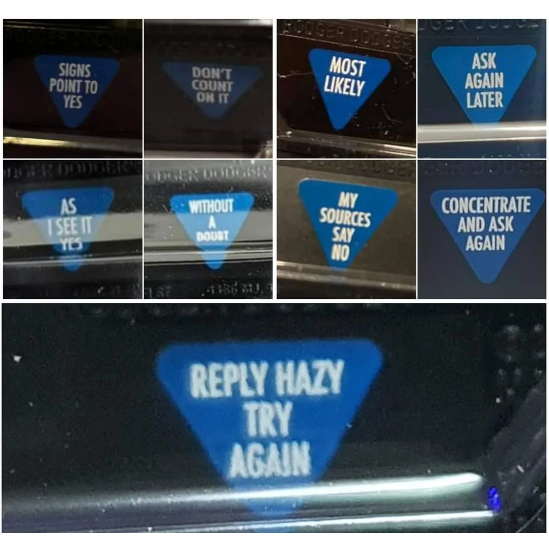 SIGNS
POINT TO
YES
DON'T
COUNT
ON IT
MOST
LIKELY
ASK
AGAIN
LATER
AS
I SEE IT
YES
WITHOUT
A
DOUBT
MY
SOURCES
SAY
NO
CONCENTRATE
AND ASK
AGAIN
REPLY HAZY
TRY
AGAIN